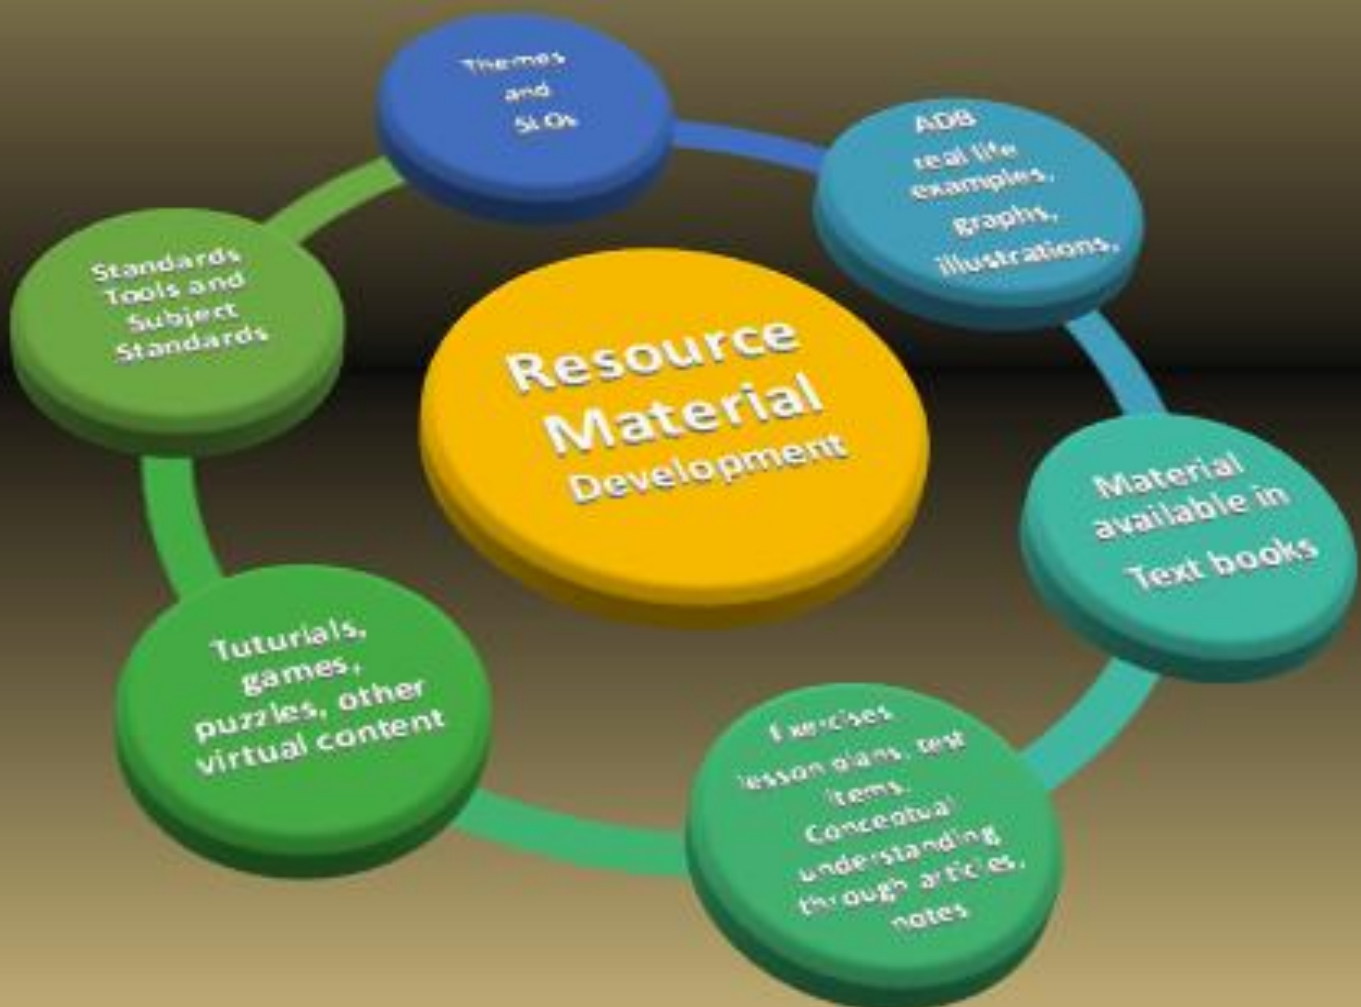 Themes
and
SLOs
ADB
real life
examples,
graphs,
illustrations,
Standards
Tools and
Subject
Standards
Resource
Material
Development
Material
available in
Text books
Tuturials,
games,
puzzles, other
virtual content
Exercises
lesson plans, test
items.
Conceptual
understanding
through articles,
notes